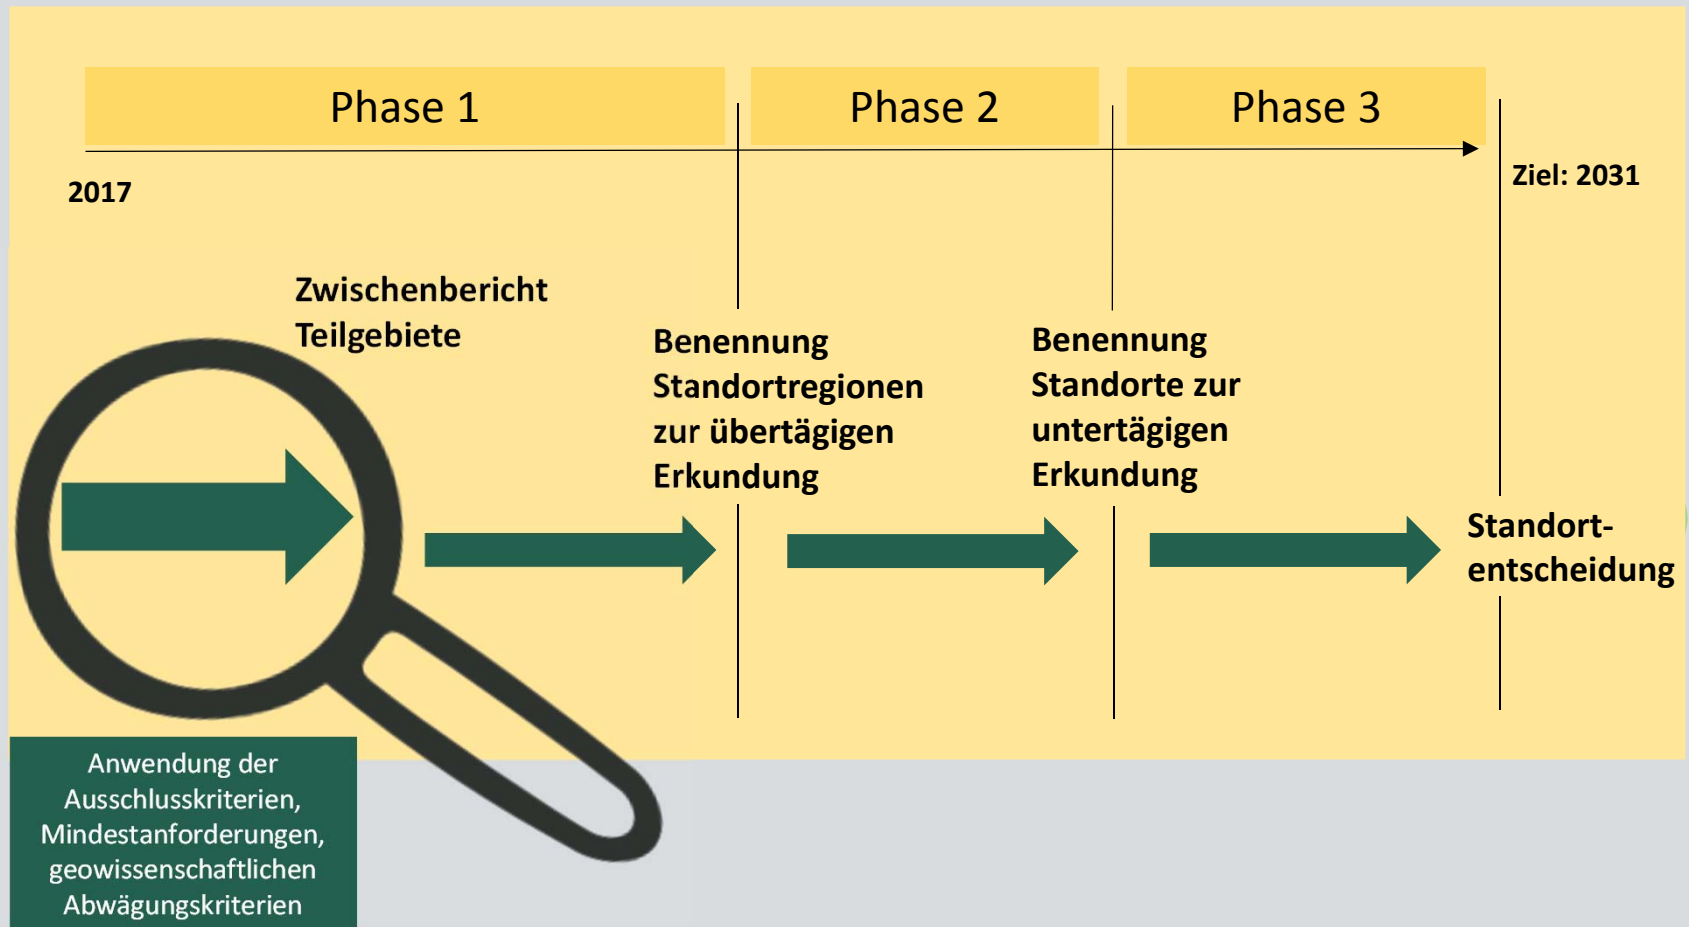 Phase 1
Phase 2
Phase 3
2017
Ziel: 2031
Zwischenbericht
Teilgebiete
Benennung
Standortregionen
zur übertägigen
Erkundung
Benennung
Standorte zur
untertägigen
Erkundung
Standort-
entscheidung
Anwendung der
Ausschlusskriterien,
Mindestanforderungen,
geowissenschaftlichen
Abwägungskriterien